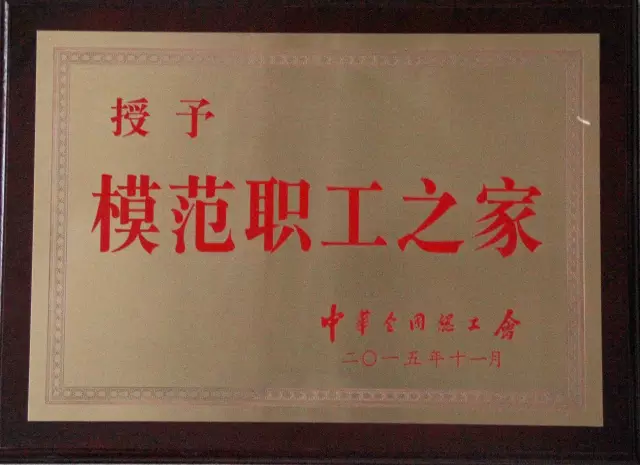 授予
模范职工之家
中华全国总工会
二〇一五年十一月